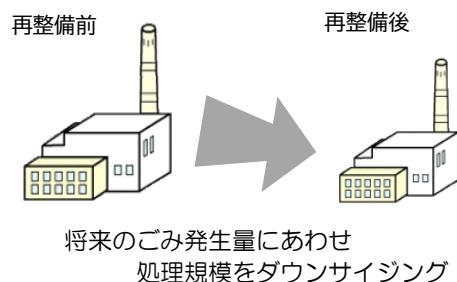 再整備前
再整備後
将来のごみ発生量にあわせ
処理規模をダウンサイジング